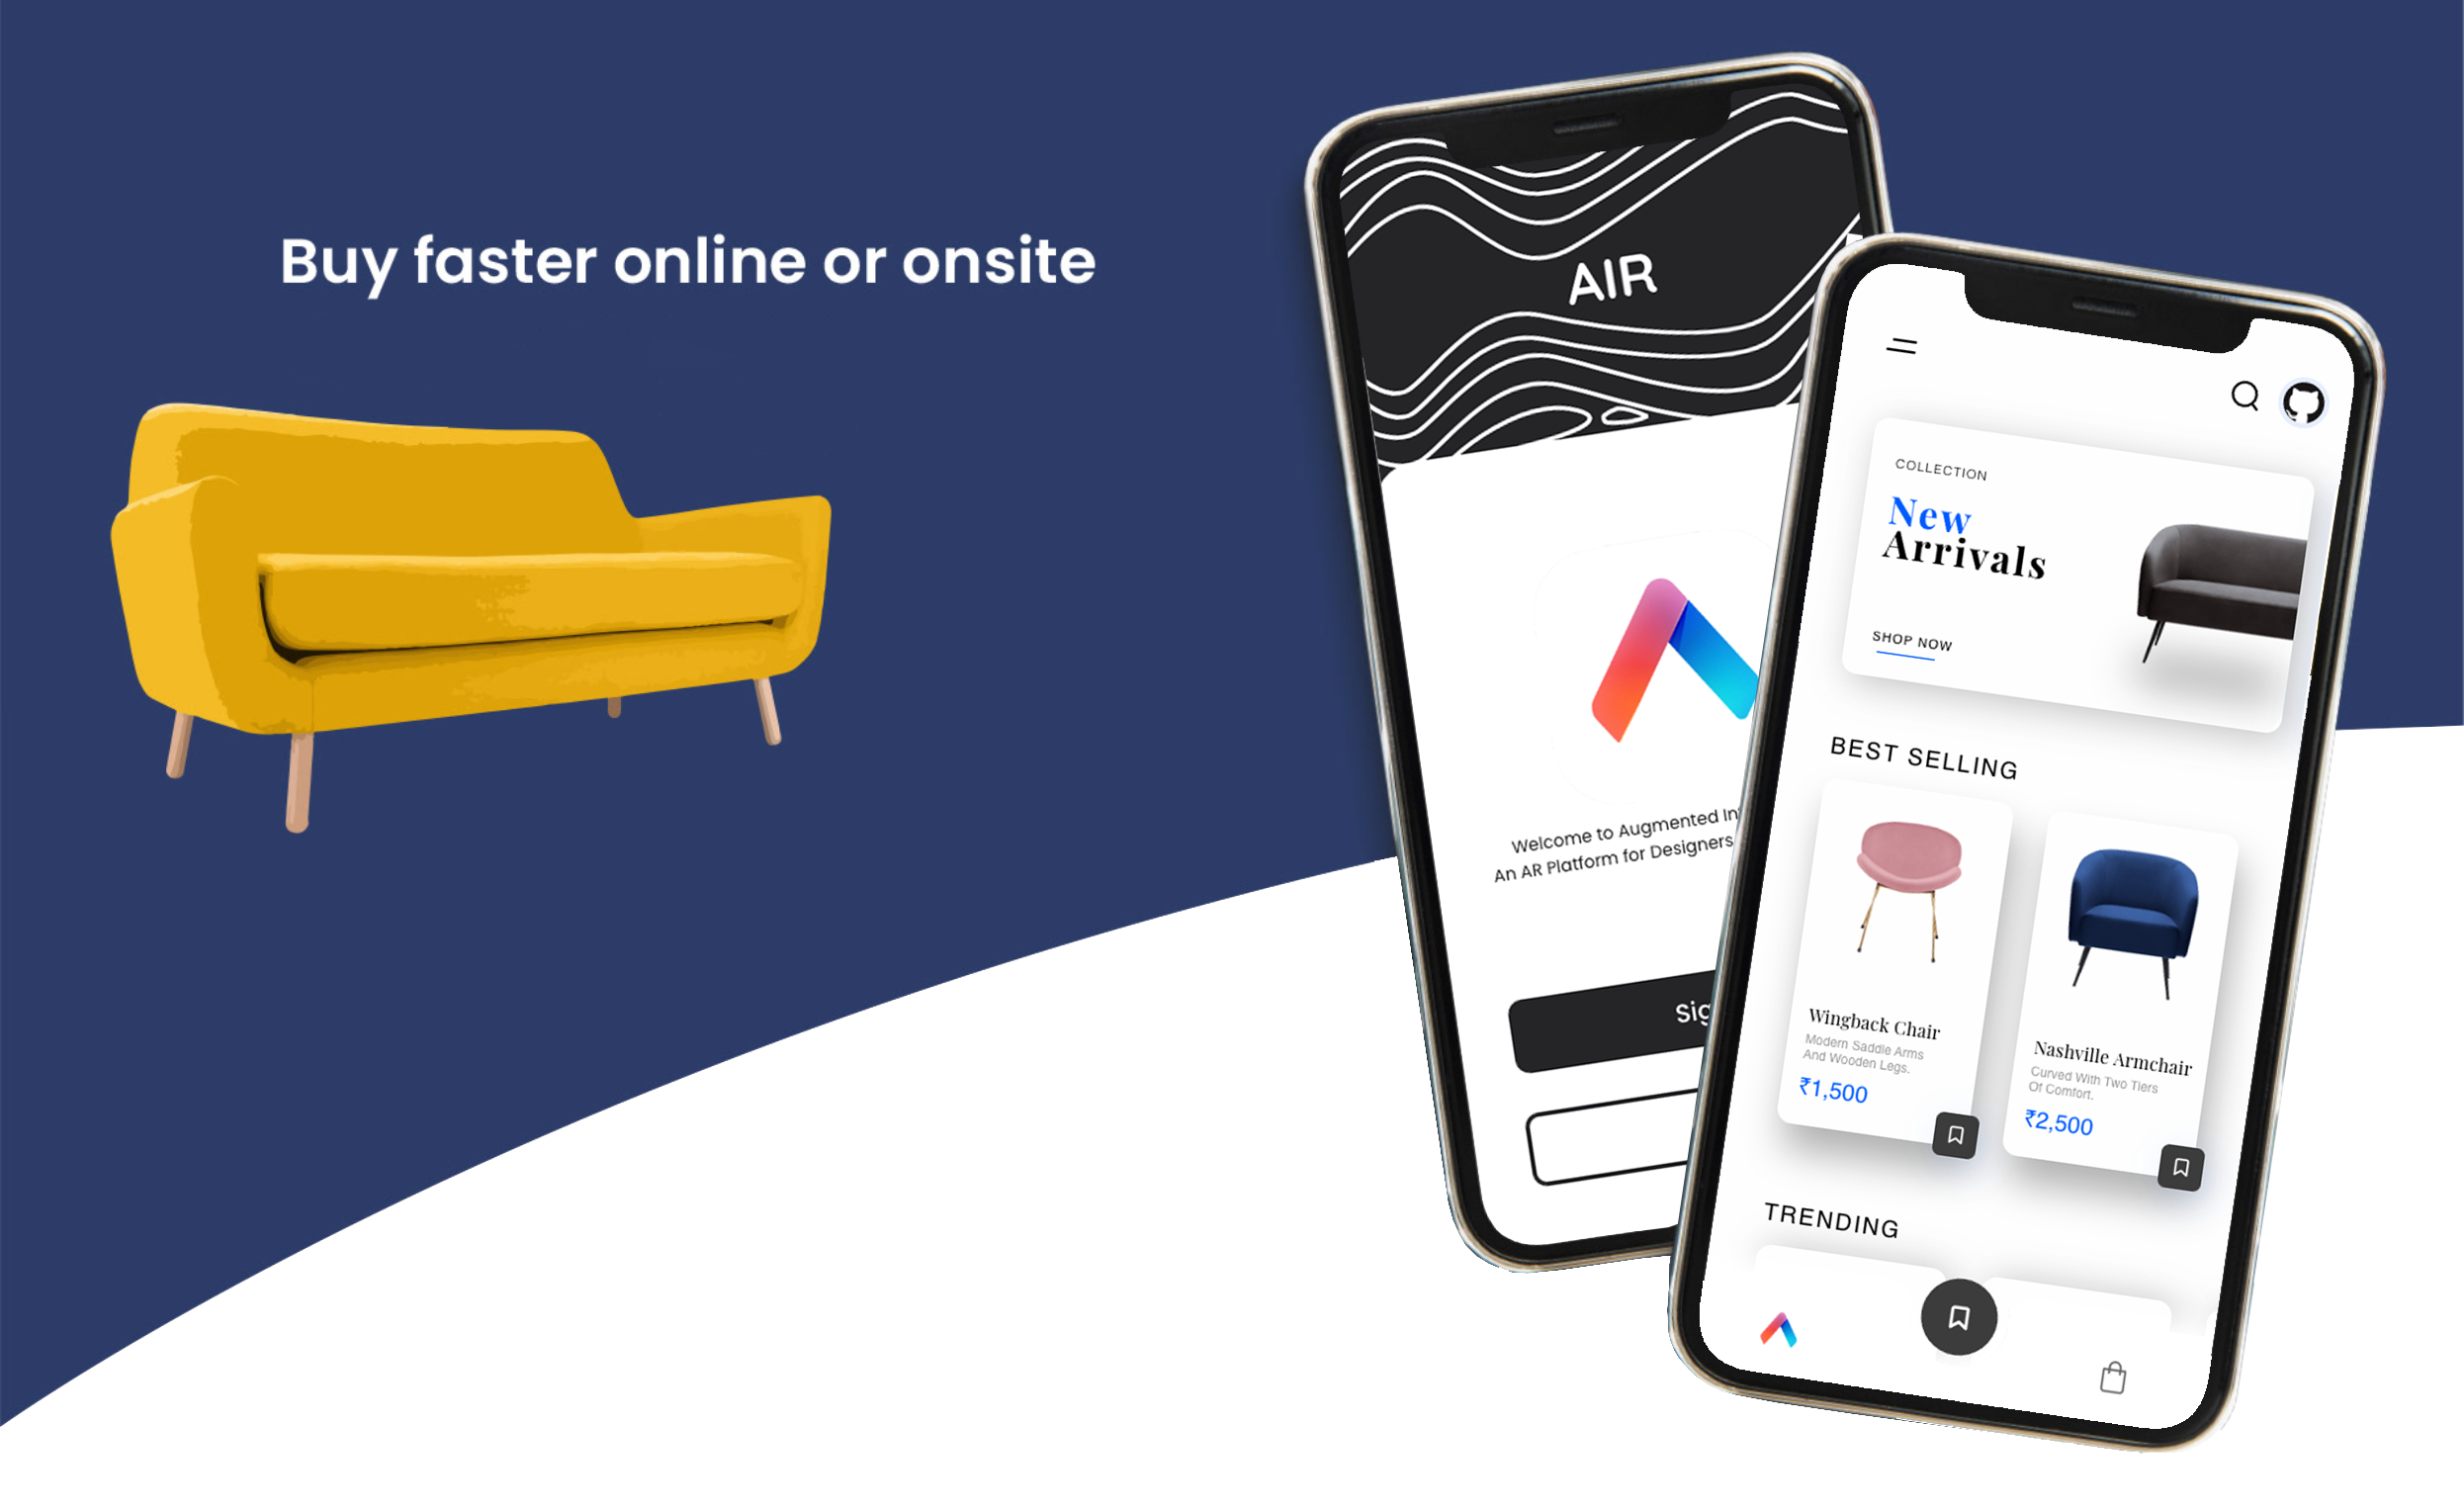 Buy faster online or onsite
AIR
Welcome to Augmented
An AR Platform for Designers
COLLECTION
New
Arrivals
SHOP NOW
BEST SELLING
Wingback Chair
Modern Saddle Arms
And Wooden Legs.
₹1,500
Nashville Armchair
Curved With Two Tiers
Of Comfort.
₹2,500
TRENDING